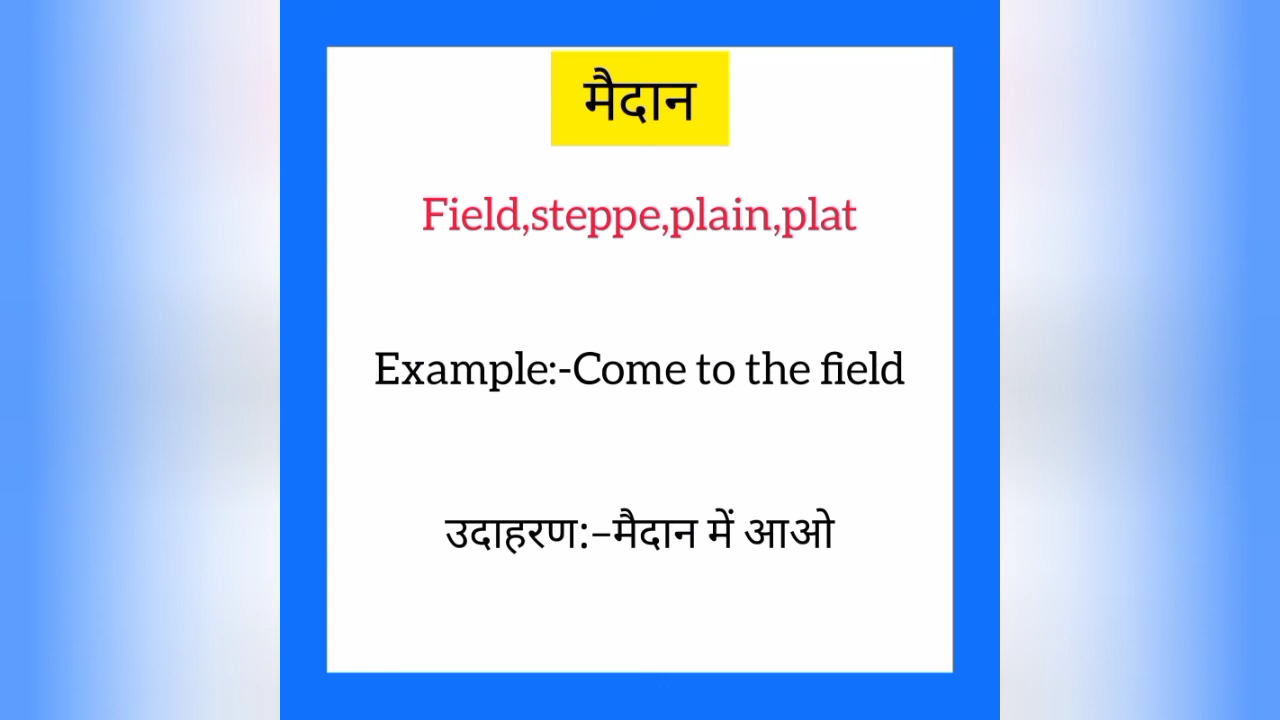 मैदान
Field,steppe,plain,plat
Example:-Come to the field
उदाहरण:–मैदान में आओ